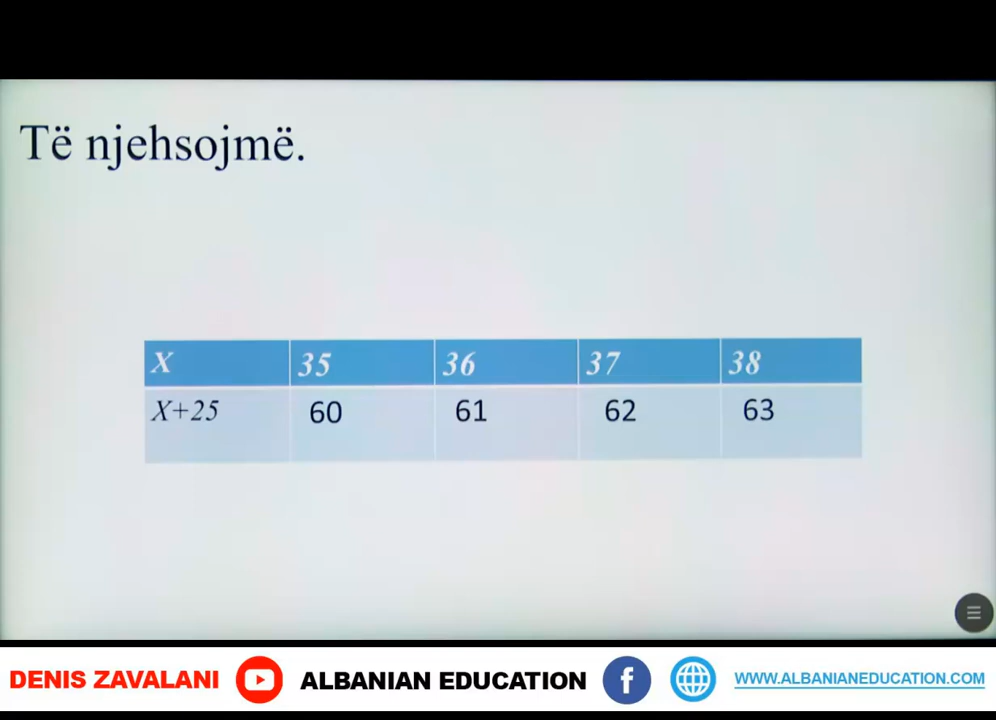 Të njehsojmë.
X 35 36 37 38
X+25 60 61 62 63
DENIS ZAVALANI ALBANIAN EDUCATION f WWW.ALBANIANEDUCATION.COM